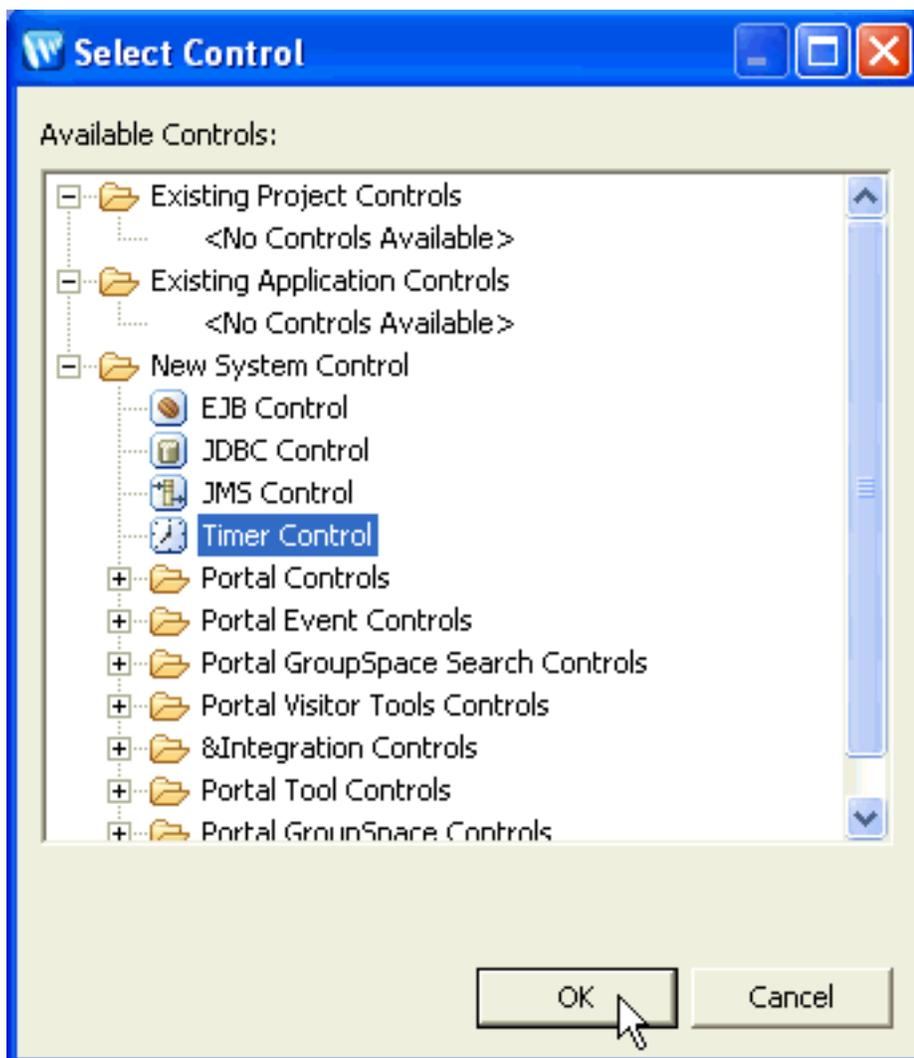 Select Control
Available Controls:
Existing Project Controls
<No Controls Available>
Existing Application Controls
<No Controls Available>
New System Control
EJB Control
JDBC Control
JMS Control
Timer Control
Portal Controls
Portal Event Controls
Portal GroupSpace Search Controls
Portal Visitor Tools Controls
&Integration Controls
Portal Tool Controls
Portal GroupSpace Controls
OK Cancel